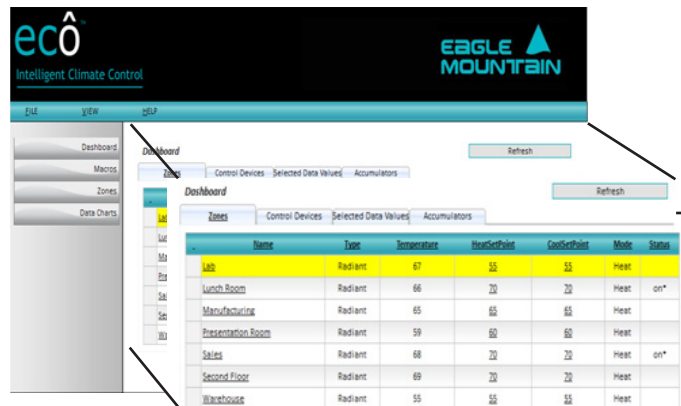 ecô™
Intelligent Climate Control
EAGLE
MOUNTAIN
FILE VIEW HELP
Dashboard
Macros
Zones
Data Charts
Dashboard Refresh
Zones Control Devices Selected Data Values Accumulators
Dashboard Refresh
Zones Control Devices Selected Data Values Accumulators
Name Type Temperature HeatSetPoint CoolSetPoint Mode Status
Lab Radiant 67 55 55 Heat
Lunch Room Radiant 66 70 70 Heat on*
Manufacturing Radiant 65 65 65 Heat
Presentation Room Radiant 59 60 60 Heat
Sales Radiant 68 70 70 Heat on*
Second Floor Radiant 69 70 70 Heat
Warehouse Radiant 55 55 55 Heat